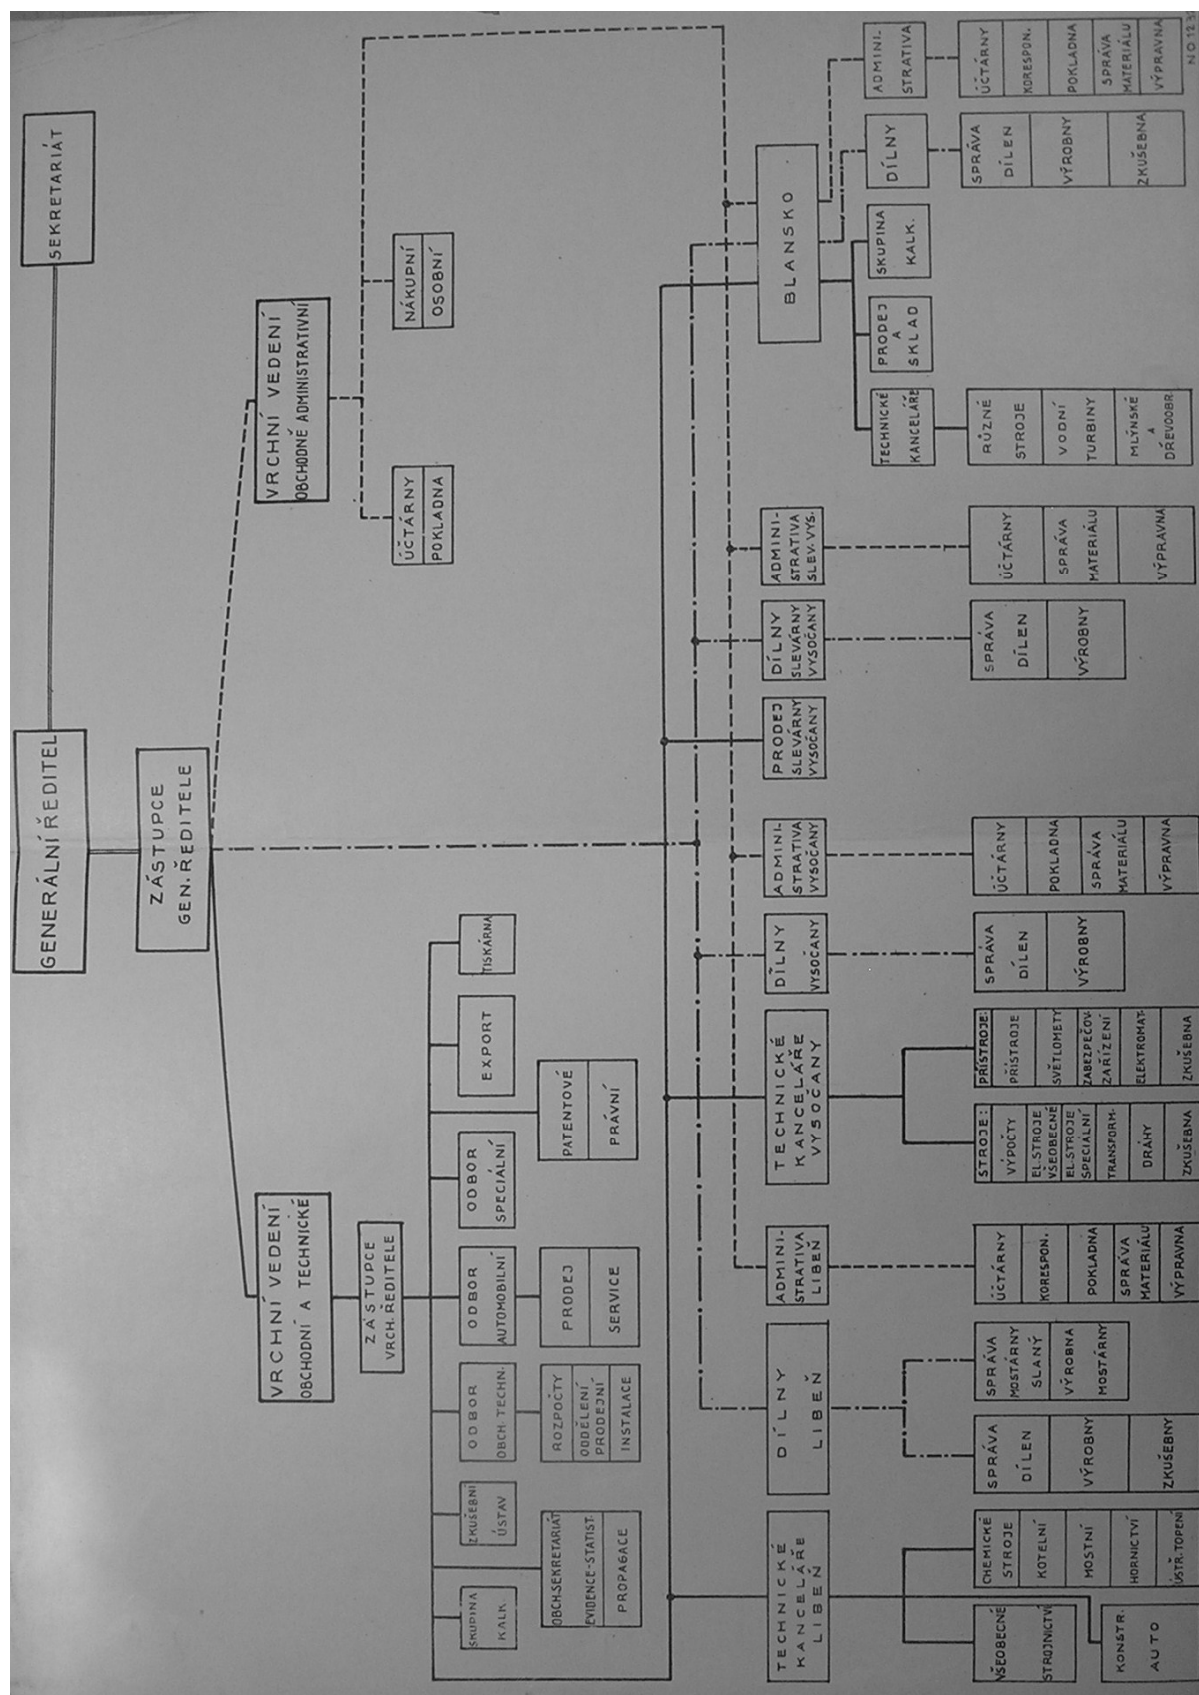 SEKRETARIÁT
GENERÁLNÍ ŘEDITEL
ZÁSTUPCE
GEN. ŘEDITELE
VRCHNÍ VEDENÍ
OBCHODNÍ A TECHNICKÉ
VRCHNÍ VEDENÍ
OBCHODNĚ ADMINISTRATIVNÍ
ZÁSTUPCE
VRCH. ŘEDITELE
ÚČTÁRNY
POKLADNA
NÁKUPNÍ
OSOBNÍ
SKUPINA
KALK.
ZKUŠEBNÍ
ÚSTAV
ODBOR
OBCH. TECHN.
ODBOR
AUTOMOBILNÍ
ODBOR
SPECIÁLNÍ
EXPORT
TISKÁRNA
OBCH. SEKRETARIÁT
EVIDENCE-STATIST.
PROPAGACE
ROZPOČTY
ODDĚLENÍ
PRODEJNÍ
INSTALACE
PRODEJ
SERVICE
PATENTOVÉ
PRÁVNÍ
TECHNICKÉ
KANCELÁŘE
LIBEŇ
DÍLNY
LIBEŇ
ADMINI-
STRATIVA
LIBEŇ
TECHNICKÉ
KANCELÁŘE
VYSOČANY
DÍLNY
VYSOČANY
ADMINI-
STRATIVA
VYSOČANY
PRODEJ
SLEVÁRNY
VYSOČANY
DÍLNY
SLEVÁRNY
VYSOČANY
ADMINI-
STRATIVA
SLEV. VYS.
BLANSKO
TECHNICKÉ
KANCELÁŘE
PRODEJ
A
SKLAD
SKUPINA
KALK.
DÍLNY
ADMINI-
STRATIVA
VŠEOBECNÉ
STROJNICTVÍ
KONSTR.
AUTO
CHEMICKÉ
STROJE
KOTELNÍ
MOSTNÍ
HORNICTVÍ
ÚSTŘ. TOPENÍ
SPRÁVA
DÍLEN
VÝROBNY
ZKUŠEBNY
SPRÁVA
MOSTÁRNY
SLANÝ
VÝROBNA
MOSTÁRNY
ÚČTÁRNY
KORESPON.
POKLADNA
SPRÁVA
MATERIÁLU
VÝPRAVNA
STROJE:
VÝPOČTY
EL. STROJE
VŠEOBECNÉ
EL. STROJE
SPECIÁLNÍ
TRANSFORM-
DRÁHY
ZKUŠEBNA
PŘÍSTROJE:
PŘÍSTROJE
SVĚTLOMETY
ZABEZPEČOV.
ZAŘÍZENÍ
ELEKTROMAT-
ZKUŠEBNA
SPRÁVA
DÍLEN
VÝROBNY
ÚČTÁRNY
POKLADNA
SPRÁVA
MATERIÁLU
VÝPRAVNA
SPRÁVA
DÍLEN
VÝROBNY
ÚČTÁRNY
SPRÁVA
MATERIÁLU
VÝPRAVNA
RŮZNÉ
STROJE
VODNÍ
TURBINY
MLÝNSKÉ
A
DŘEVOOBR.
SPRÁVA
DÍLEN
VÝROBNY
ZKUŠEBNA
ÚČTÁRNY
KORESPON.
POKLADNA
SPRÁVA
MATERIÁLU
VÝPRAVNA